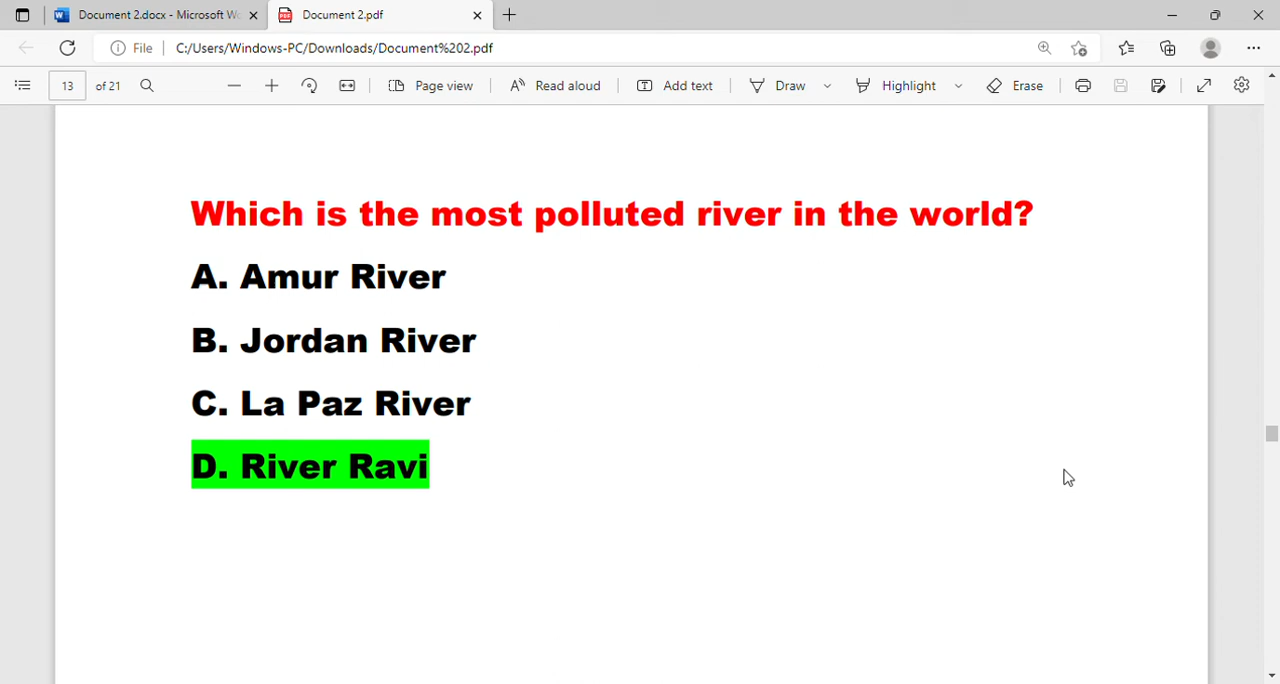 Document 2.docx - Microsoft W
Document 2.pdf
File
C:/Users/Windows-PC/Downloads/Document%202.pdf
13 of 21
Page view
Read aloud
Add text
Draw
Highlight
Erase
Which is the most polluted river in the world?
A. Amur River
B. Jordan River
C. La Paz River
D. River Ravi